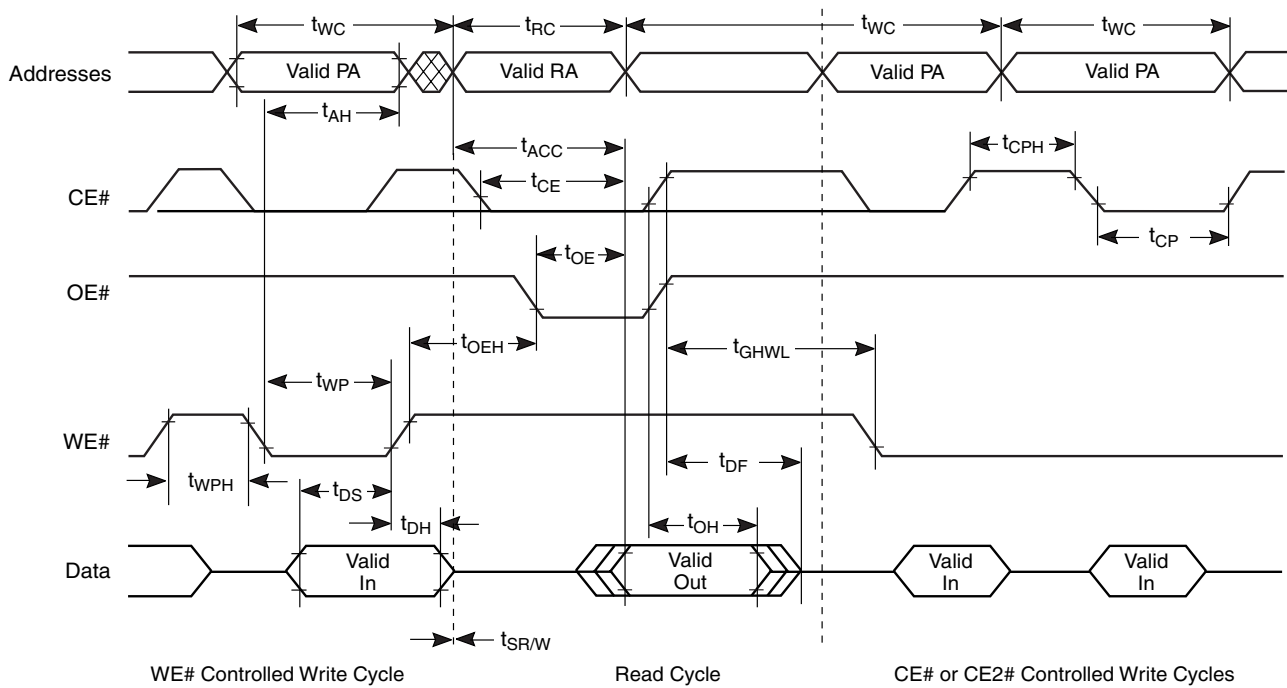 tWC
tRC
tWC
tWC
Addresses
Valid PA
Valid RA
Valid PA
Valid PA
tAH
tACC
tCPH
tCE
CE#
tCP
tOE
OE#
tOEH
tGHWL
tWP
WE#
tWPH
tDF
tDS
tDH
tOH
Data
Valid
In
Valid
Out
Valid
In
Valid
In
tSR/W
WE# Controlled Write Cycle
Read Cycle
CE# or CE2# Controlled Write Cycles